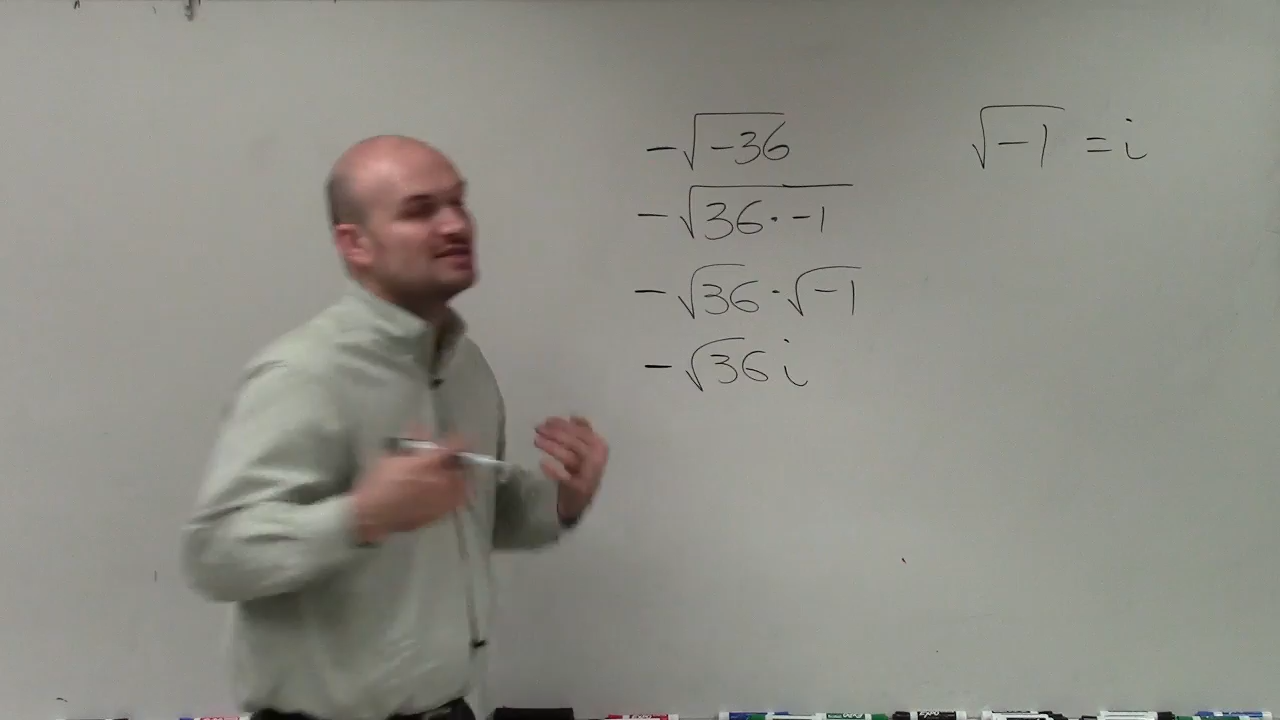 -√-36
√-1 = i
-√36·-1
-√36·√-1
-√36 i